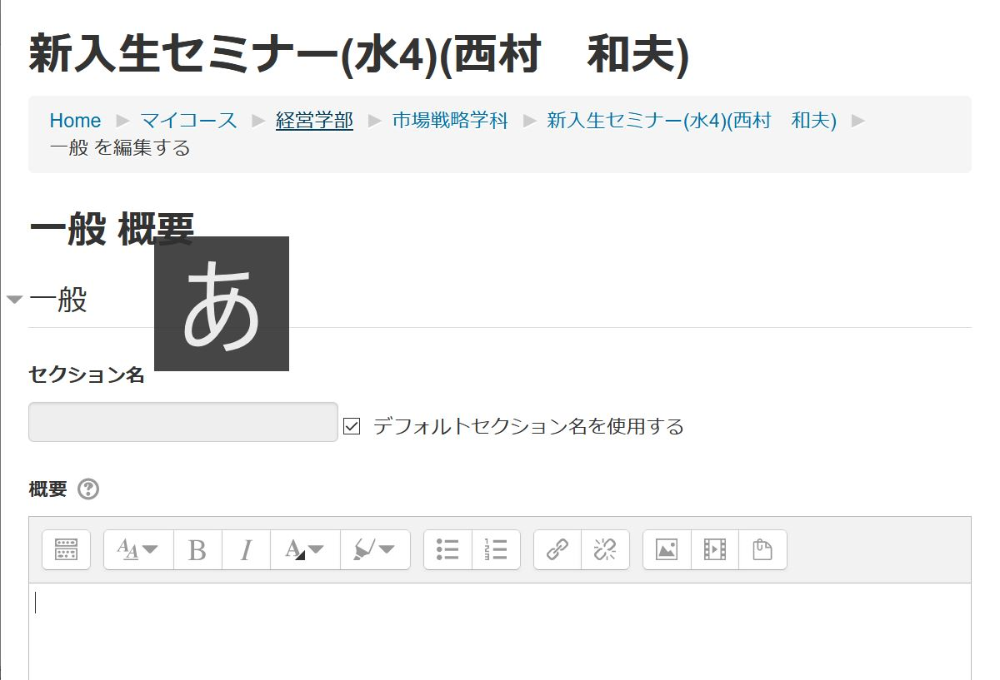 新入生セミナー(水4)(西村　和夫)
Home ▶ マイコース ▶ 経営学部 ▶ 市場戦略学科 ▶ 新入生セミナー(水4)(西村　和夫) ▶
一般 を編集する
一般 概要
一般
あ
セクション名
デフォルトセクション名を使用する
概要 ?
AA B I A 1 2 3